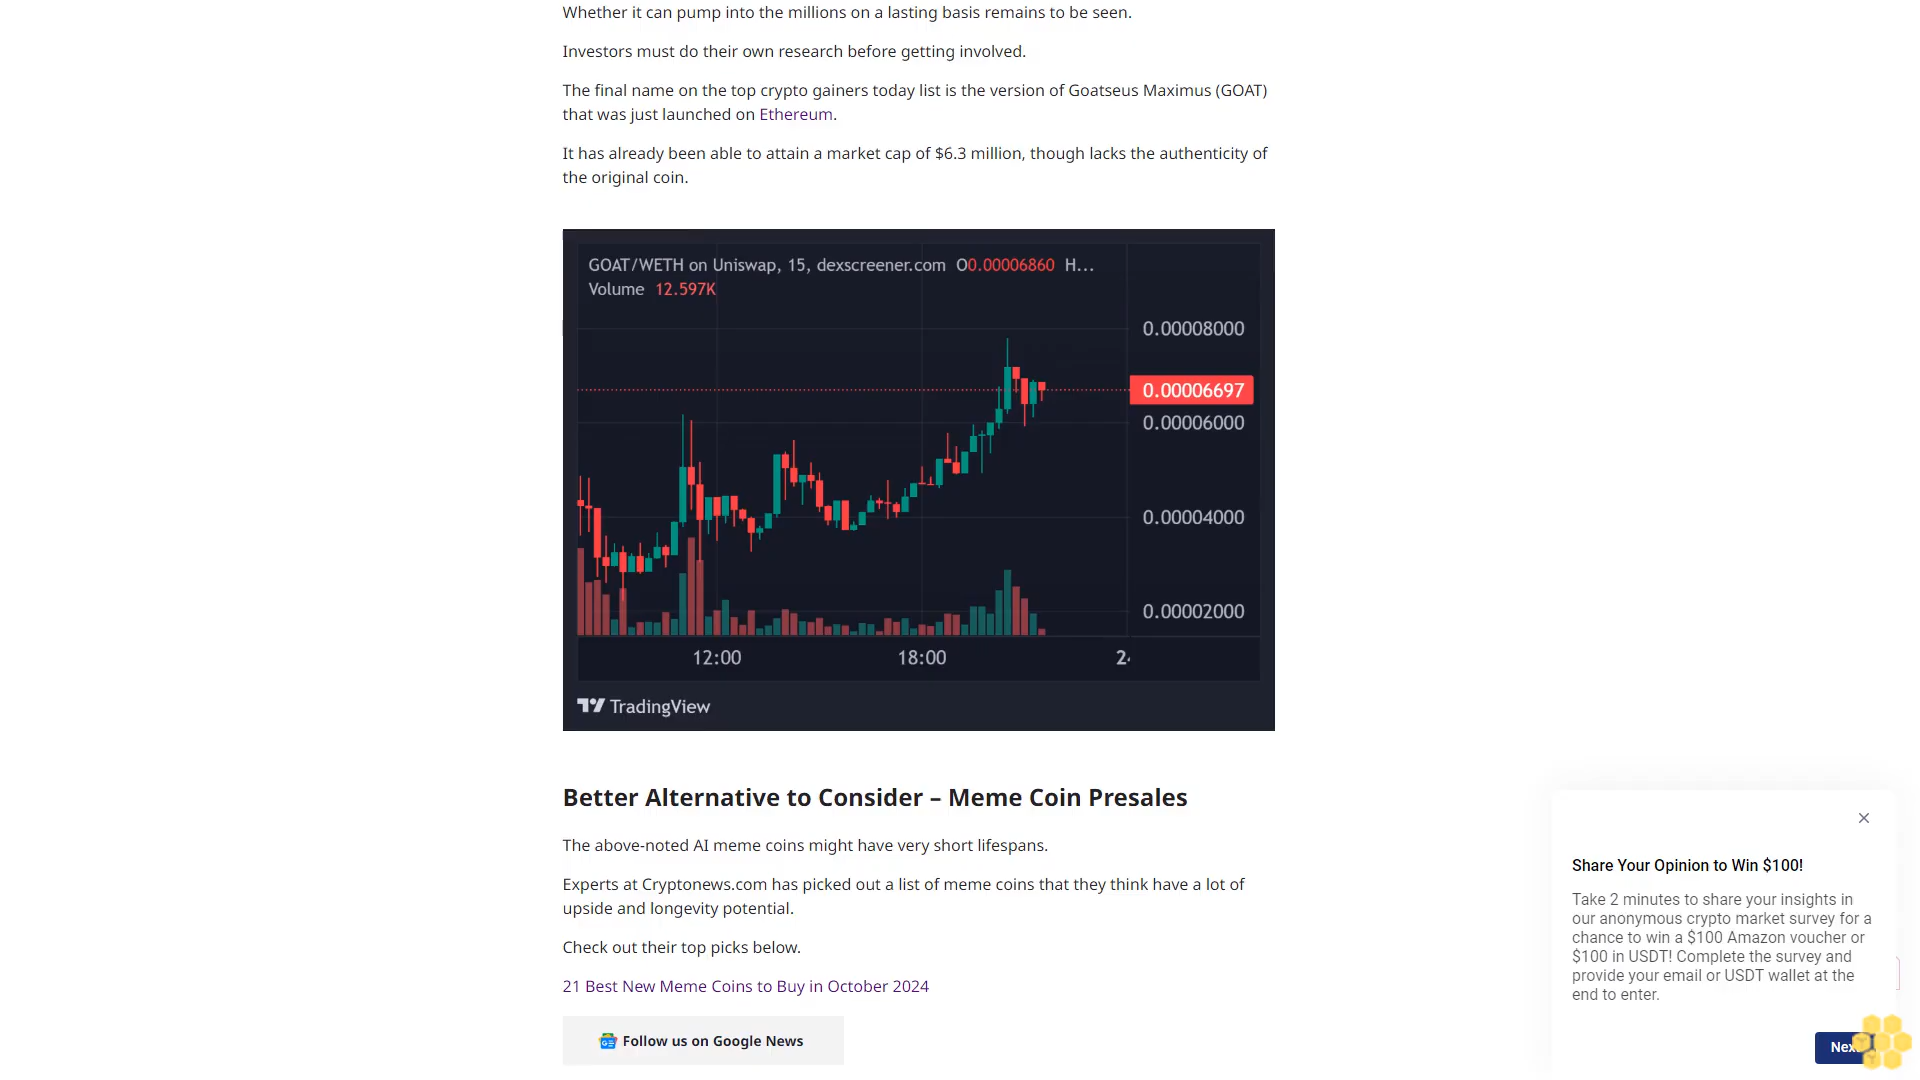 Whether it can pump into the millions on a lasting basis remains to be seen.
Investors must do their own research before getting involved.
The final name on the top crypto gainers today list is the version of Goatseus Maximus (GOAT)
that was just launched on Ethereum.
It has already been able to attain a market cap of $6.3 million, though lacks the authenticity of
the original coin.
GOAT/WETH on Uniswap, 15, dexscreener.com O0.00006860 H...
Volume 12.597K
0.00008000
0.00006697
0.00006000
0.00004000
0.00002000
12:00 18:00
TradingView
Better Alternative to Consider – Meme Coin Presales
The above-noted AI meme coins might have very short lifespans.
Experts at Cryptonews.com has picked out a list of meme coins that they think have a lot of
upside and longevity potential.
Check out their top picks below.
21 Best New Meme Coins to Buy in October 2024
Follow us on Google News
Share Your Opinion to Win $100!
Take 2 minutes to share your insights in
our anonymous crypto market survey for a
chance to win a $100 Amazon voucher or
$100 in USDT! Complete the survey and
provide your email or USDT wallet at the
end to enter.